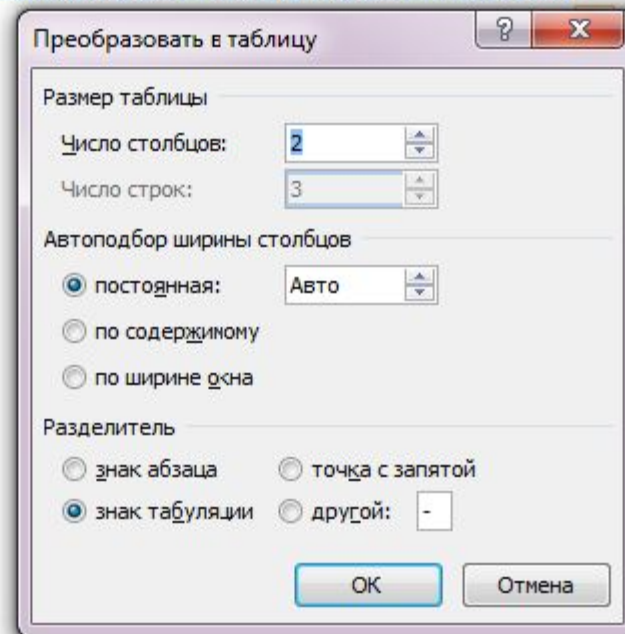 Преобразовать в таблицу
Размер таблицы
Число столбцов: 2
Число строк: 3
Автоподбор ширины столбцов
постоянная: Авто
по содержимому
по ширине окна
Разделитель
знак абзаца точка с запятой
знак табуляции другой: -
ОК Отмена